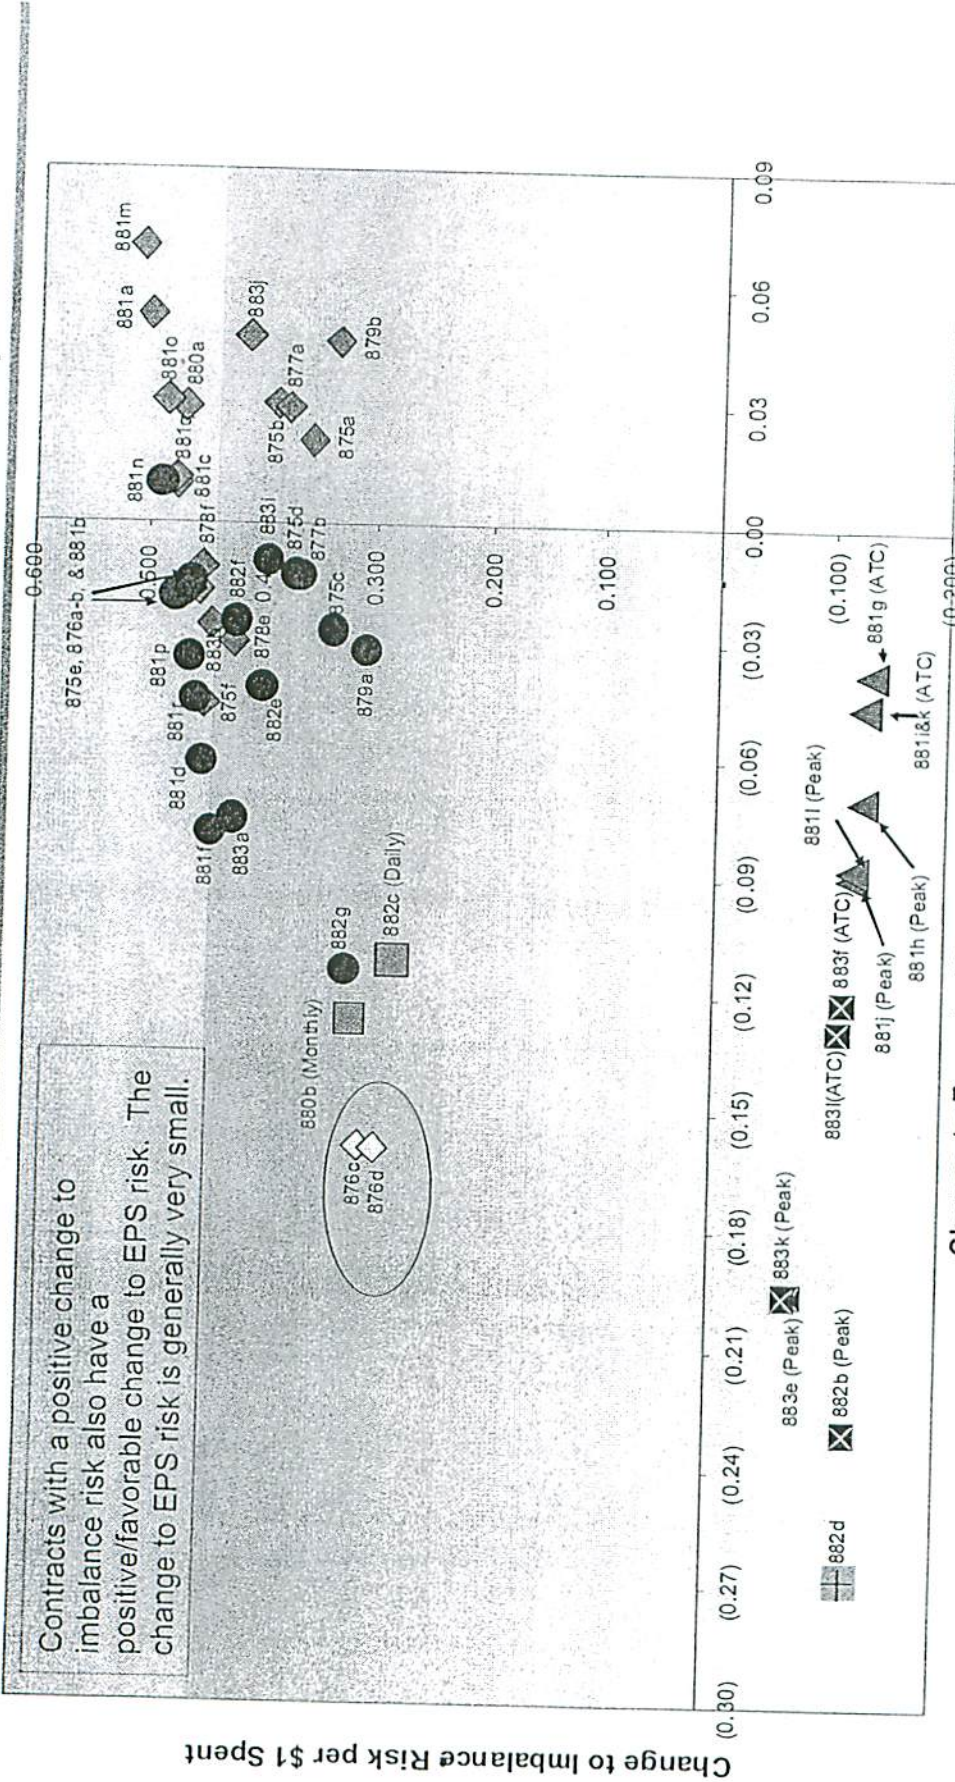 Contracts with a positive change to
imbalance risk also have a
positive/favorable change to EPS risk. The
change to EPS risk is generally very small.
Change to Imbalance Risk per $1 Spent
875e, 876a-b, & 881b
0.600
0.500
0.4
0.300
0.200
0.100
0.00
(0.100)
(0.200)
(0.30)
(0.27)
(0.24)
(0.21)
(0.18)
(0.15)
(0.12)
(0.09)
(0.06)
(0.03)
0.03
0.06
0.09
881m
881a
881o
880a
881n
881c
883j
877a
875b
875a
879b
878f
883i
875d
877b
882f
878e
875c
879a
881p
875f
882e
881d
881f
883a
882g
882c (Daily)
880b (Monthly)
876c
876d
881g (ATC)
881i&k (ATC)
881l (Peak)
881h (Peak)
881j (Peak)
883f (ATC)
883l(ATC)
883k (Peak)
883e (Peak)
882b (Peak)
882d